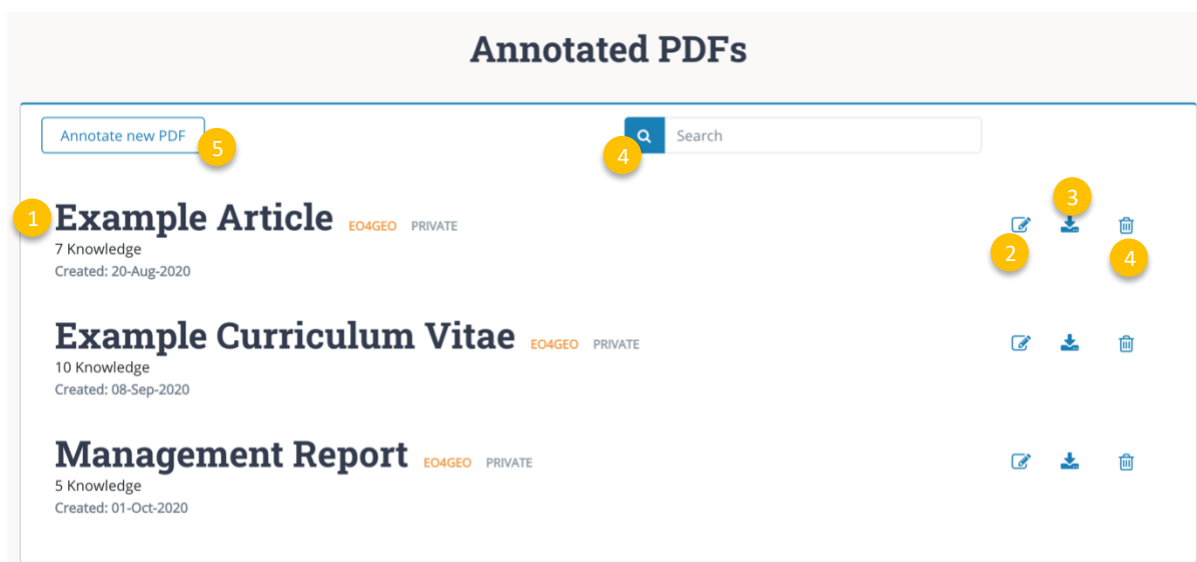 Annotated PDFs
Annotate new PDF
5
4
Search
1
Example Article EO4GEO PRIVATE
3
7 Knowledge
2
4
Created: 20-Aug-2020
Example Curriculum Vitae EO4GEO PRIVATE
10 Knowledge
Created: 08-Sep-2020
Management Report EO4GEO PRIVATE
5 Knowledge
Created: 01-Oct-2020